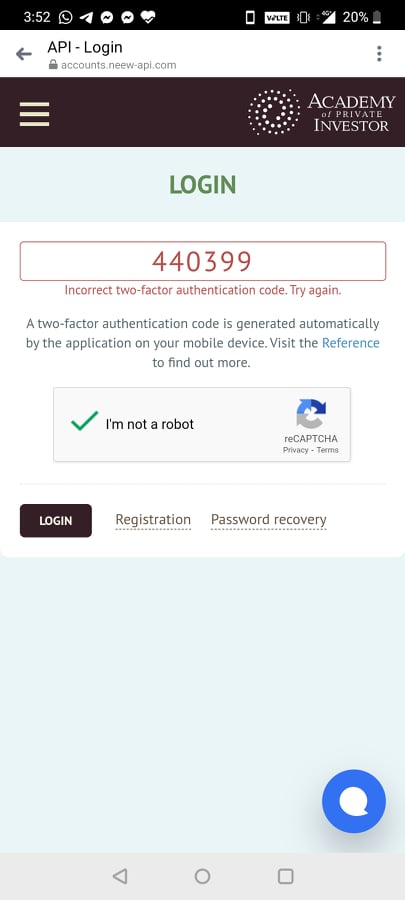 3:52
VoLTE
4G+
20%
API - Login
accounts.neew-api.com
ACADEMY
of PRIVATE
INVESTOR
LOGIN
440399
Incorrect two-factor authentication code. Try again.
A two-factor authentication code is generated automatically
by the application on your mobile device. Visit the Reference
to find out more.
I'm not a robot
reCAPTCHA
Privacy - Terms
LOGIN
Registration
Password recovery